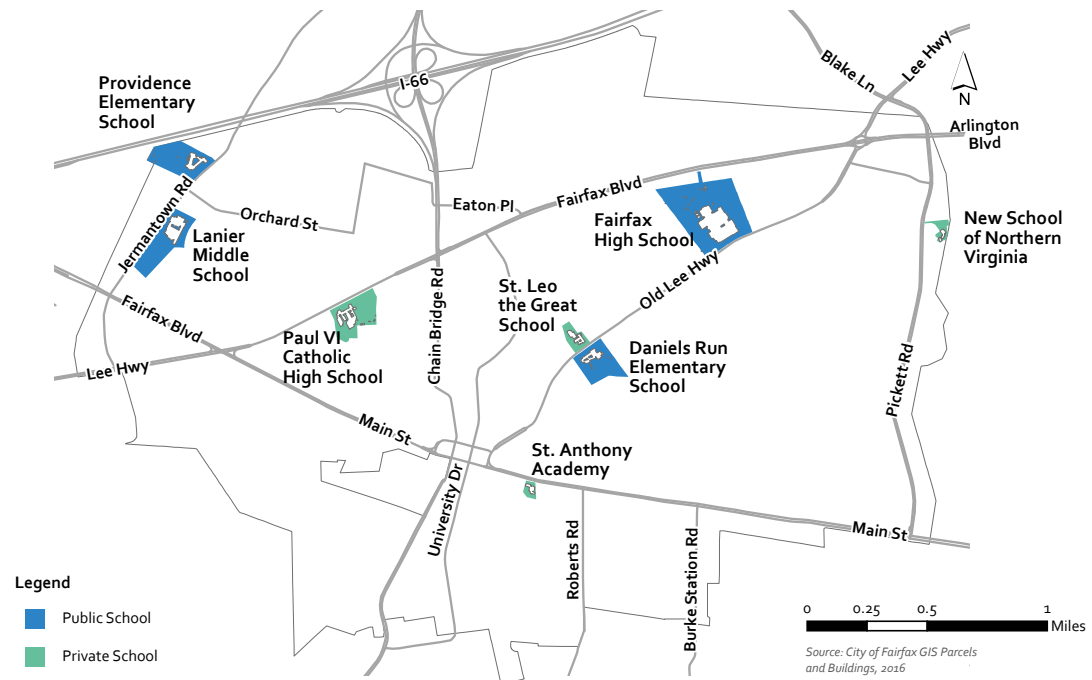 I-66
Blake Ln
Lee Hwy
N
Providence
Elementary
School
Arlington
Blvd
Jermantown Rd
Orchard St
Eaton Pl
Fairfax Blvd
Fairfax
High School
New School
of Northern
Virginia
Lanier
Middle
School
Old Lee Hwy
St. Leo
the Great
School
Fairfax Blvd
Chain Bridge Rd
Paul VI
Catholic
High School
Daniels Run
Elementary
School
Lee Hwy
Pickett Rd
Main St
St. Anthony
Academy
University Dr
Roberts Rd
Burke Station Rd
Main St
Legend
Public School
Private School
0 0.25 0.5 1
Miles
Source: City of Fairfax GIS Parcels
and Buildings, 2016